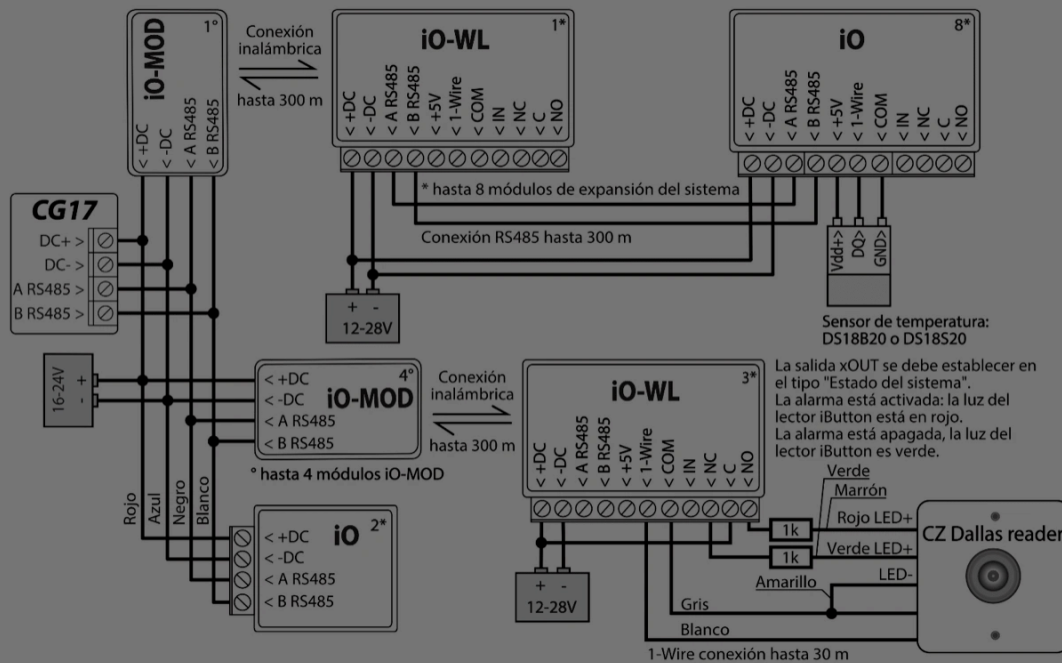 iO-MOD
1°
< +DC
< -DC
< A RS485
< B RS485
Conexión
inalámbrica
hasta 300 m
iO-WL
1*
< +DC
< -DC
< A RS485
< B RS485
< +5V
< 1-Wire
< COM
< IN
< NC
< C
< NO
iO
8*
< +DC
< -DC
< A RS485
< B RS485
< +5V
< 1-Wire
< COM
< IN
< NC
< C
< NO
* hasta 8 módulos de expansión del sistema
Conexión RS485 hasta 300 m
+ -
12-28V
Vdd+>
DQ>
GND>
Sensor de temperatura:
DS18B20 o DS18S20
CG17
DC+ >
DC- >
A RS485 >
B RS485 >
16-24V
+
-
< +DC
< -DC
< A RS485
< B RS485
4°
iO-MOD
° hasta 4 módulos iO-MOD
Conexión
inalámbrica
hasta 300 m
iO-WL
3*
< +DC
< -DC
< A RS485
< B RS485
< +5V
< 1-Wire
< COM
< IN
< NC
< C
< NO
La salida xOUT se debe establecer en
el tipo "Estado del sistema".
La alarma está activada: la luz del
lector iButton está en rojo.
La alarma está apagada, la luz del
lector iButton es verde.
Rojo
Azul
Negro
Blanco
iO
2*
< +DC
< -DC
< A RS485
< B RS485
+ -
12-28V
1k
1k
Verde
Marrón
Rojo LED+
Verde LED+
LED-
Amarillo
Gris
Blanco
CZ Dallas reader
1-Wire conexión hasta 30 m